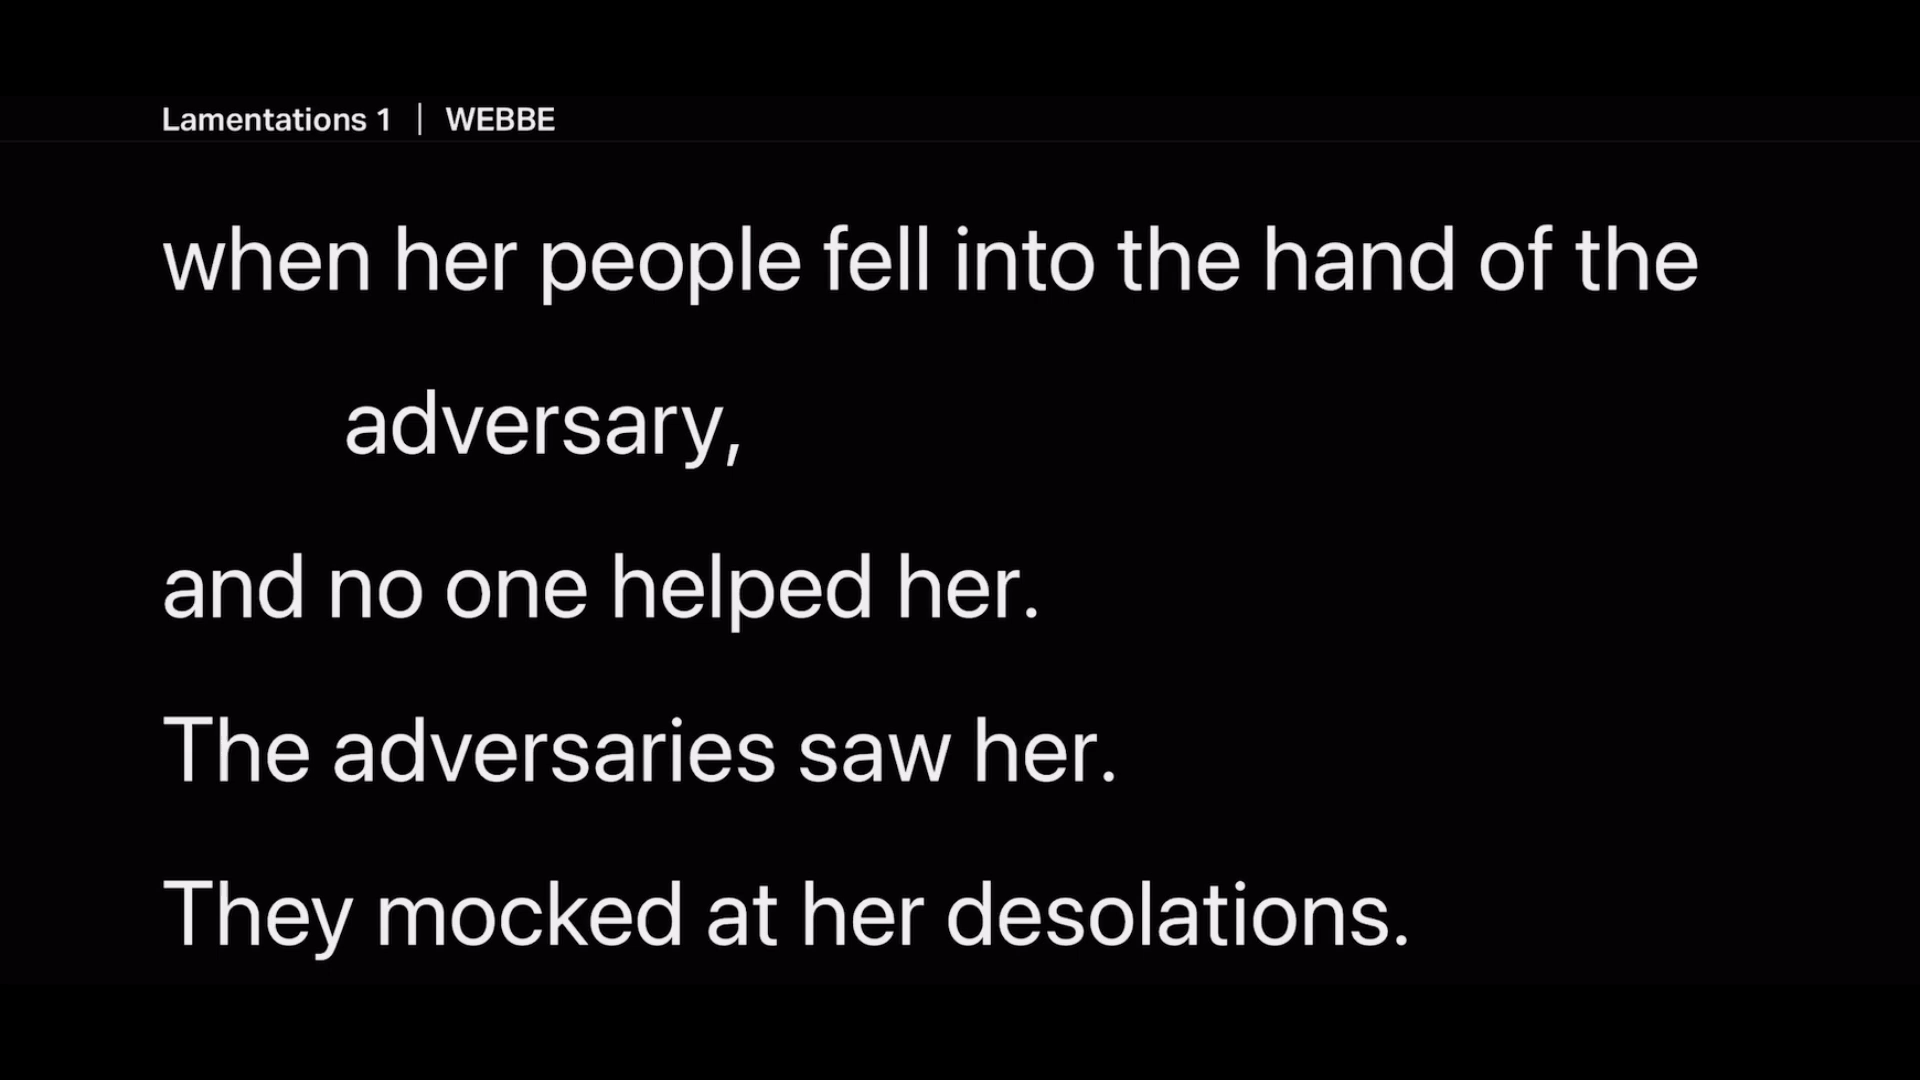 Lamentations 1 | WEBBE
when her people fell into the hand of the
adversary,
and no one helped her.
The adversaries saw her.
They mocked at her desolations.